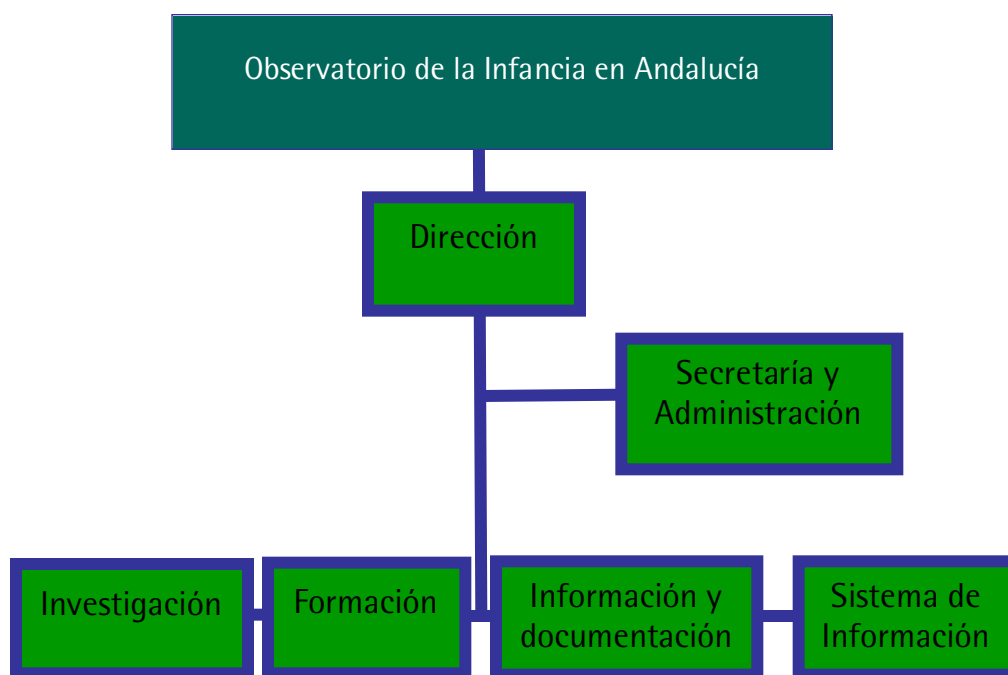 Observatorio de la Infancia en Andalucía
Dirección
Secretaría y
Administración
Investigación
Formación
Información y
documentación
Sistema de
Información